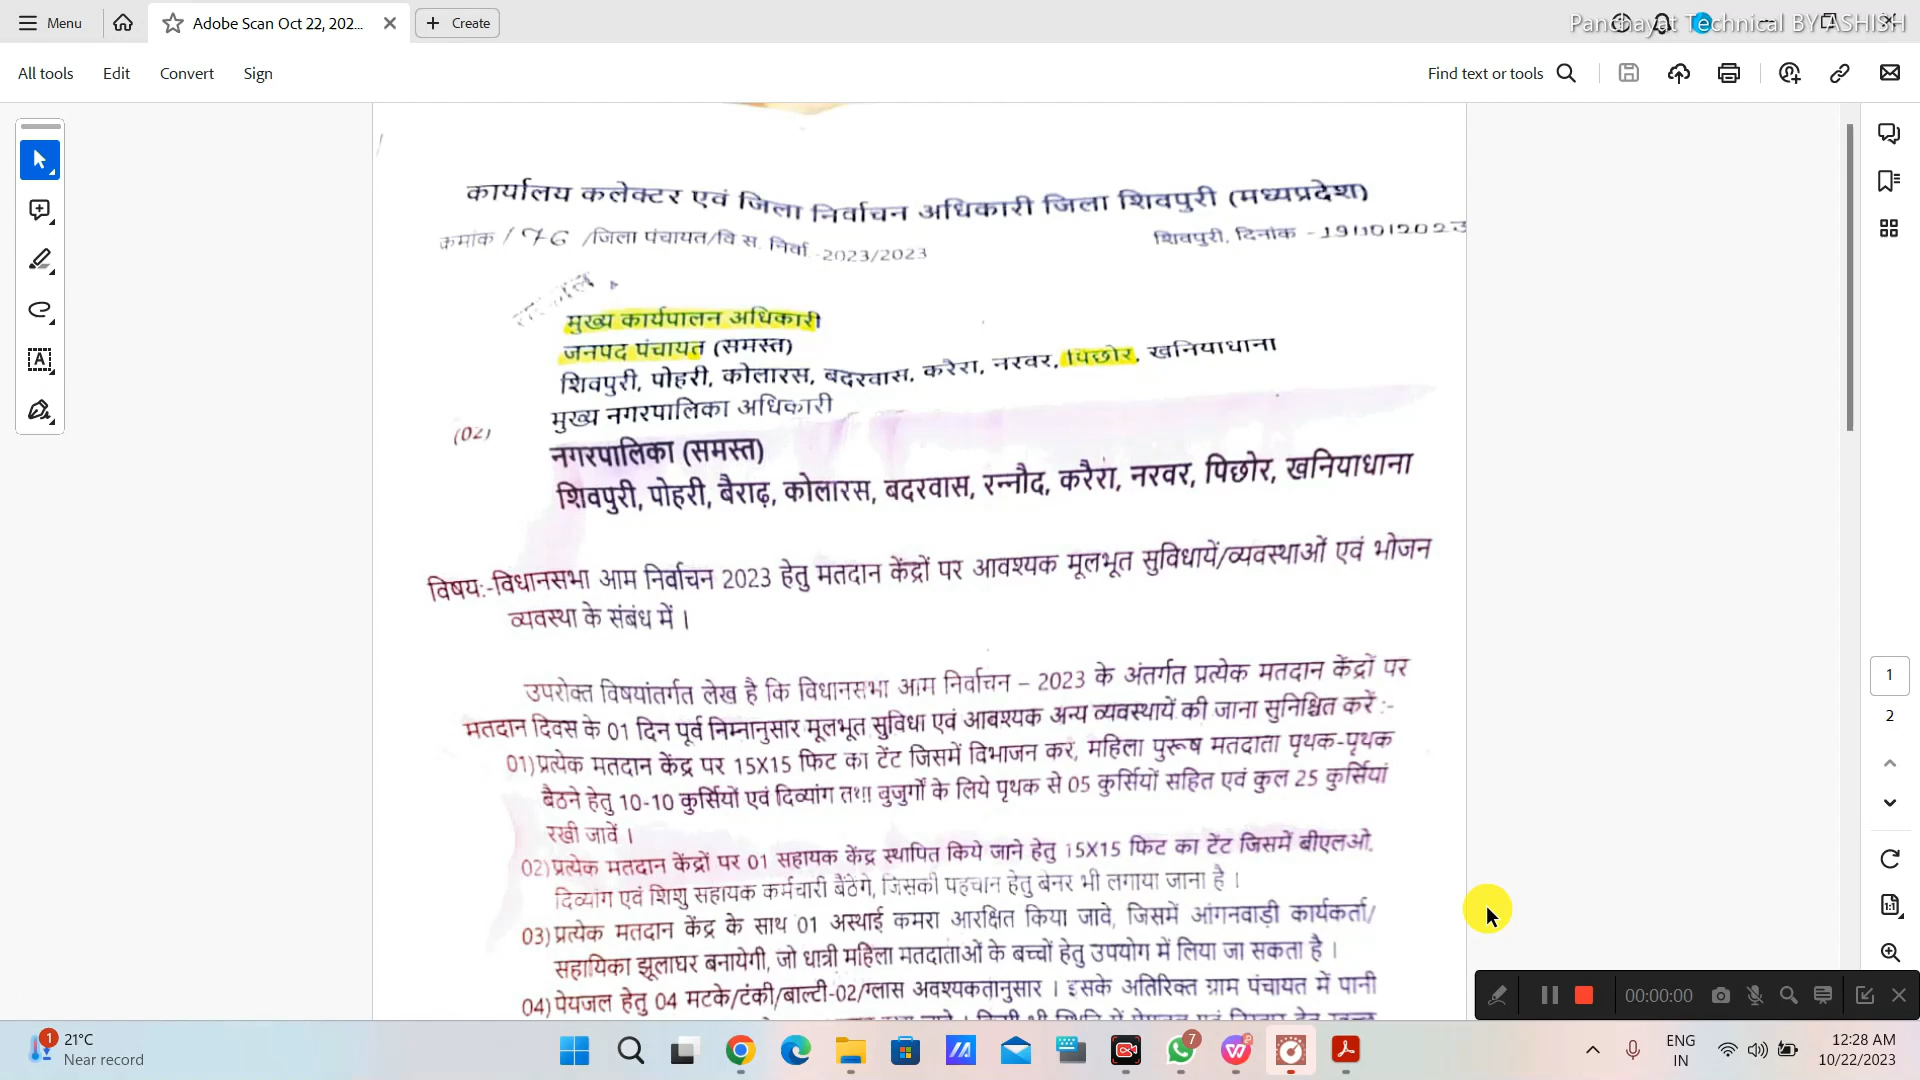 Menu
Adobe Scan Oct 22, 202...
Create
Panchayat Technical BY ASHISH
All tools
Edit
Convert
Sign
Find text or tools
कार्यालय कलेक्टर एवं जिला निर्वाचन अधिकारी जिला शिवपुरी (मध्यप्रदेश)
क्रमांक / 76 /जिला पंचायत/वि स. निर्वा.-2023/2023
शिवपुरी, दिनांक -
मुख्य कार्यपालन अधिकारी
जनपद पंचायत (समस्त)
शिवपुरी, पोहरी, कोलारस, बदरवास, करैरा, नरवर, पिछोर, खनियाधाना
मुख्य नगरपालिका अधिकारी
(02)
नगरपालिका (समस्त)
शिवपुरी, पोहरी, बैराढ़, कोलारस, बदरवास, रन्नौद, करैरा, नरवर, पिछोर, खनियाधाना
विषय:-विधानसभा आम निर्वाचन 2023 हेतु मतदान केंद्रों पर आवश्यक मूलभूत सुविधायें/व्यवस्थाओं एवं भोजन
व्यवस्था के संबंध में ।
उपरोक्त विषयांतर्गत लेख है कि विधानसभा आम निर्वाचन – 2023 के अंतर्गत प्रत्येक मतदान केंद्रों पर
मतदान दिवस के 01 दिन पूर्व निम्नानुसार मूलभूत सुविधा एवं आबश्यक अन्य व्यवस्थायें की जाना सुनिश्चित करें :-
01)प्रत्येक मतदान केंद्र पर 15X15 फिट का टेंट जिसमें विभाजन कर, महिला पुरूष मतदाता पृथक-पृथक
बैठने हेतु 10-10 कुर्सियों एवं दिव्यांग तथा बुजुर्गो के लिये पृथक से 05 कुर्सियों सहित एवं कुल 25 कुर्सियां
रखी जावें ।
02)प्रत्येक मतदान केंद्रों पर 01 सहायक केंद्र स्थापित किये जाने हेतु 15X15 फिट का टेंट जिसमें बीएलओ.
दिव्यांग एवं शिशु सहायक कर्मचारी बैठेगे, जिसकी पहचान हेतु बेनर भी लगाया जाना है ।
03)प्रत्येक मतदान केंद्र के साथ 01 अस्थाई कमरा आरक्षित किया जावे, जिसमें आंगनवाड़ी कार्यकर्ता/
सहायिका झूलाघर बनायेगी, जो धात्री महिला मतदाताओं के बच्चों हेतु उपयोग में लिया जा सकता है ।
04)पेयजल हेतु 04 मटके/टंकी/बाल्टी-02/ग्लास अवश्यकतानुसार । इसके अतिरिक्त ग्राम पंचायत में पानी
1
2
00:00:00
1
21°C
Near record
7
ENG
IN
12:28 AM
10/22/2023